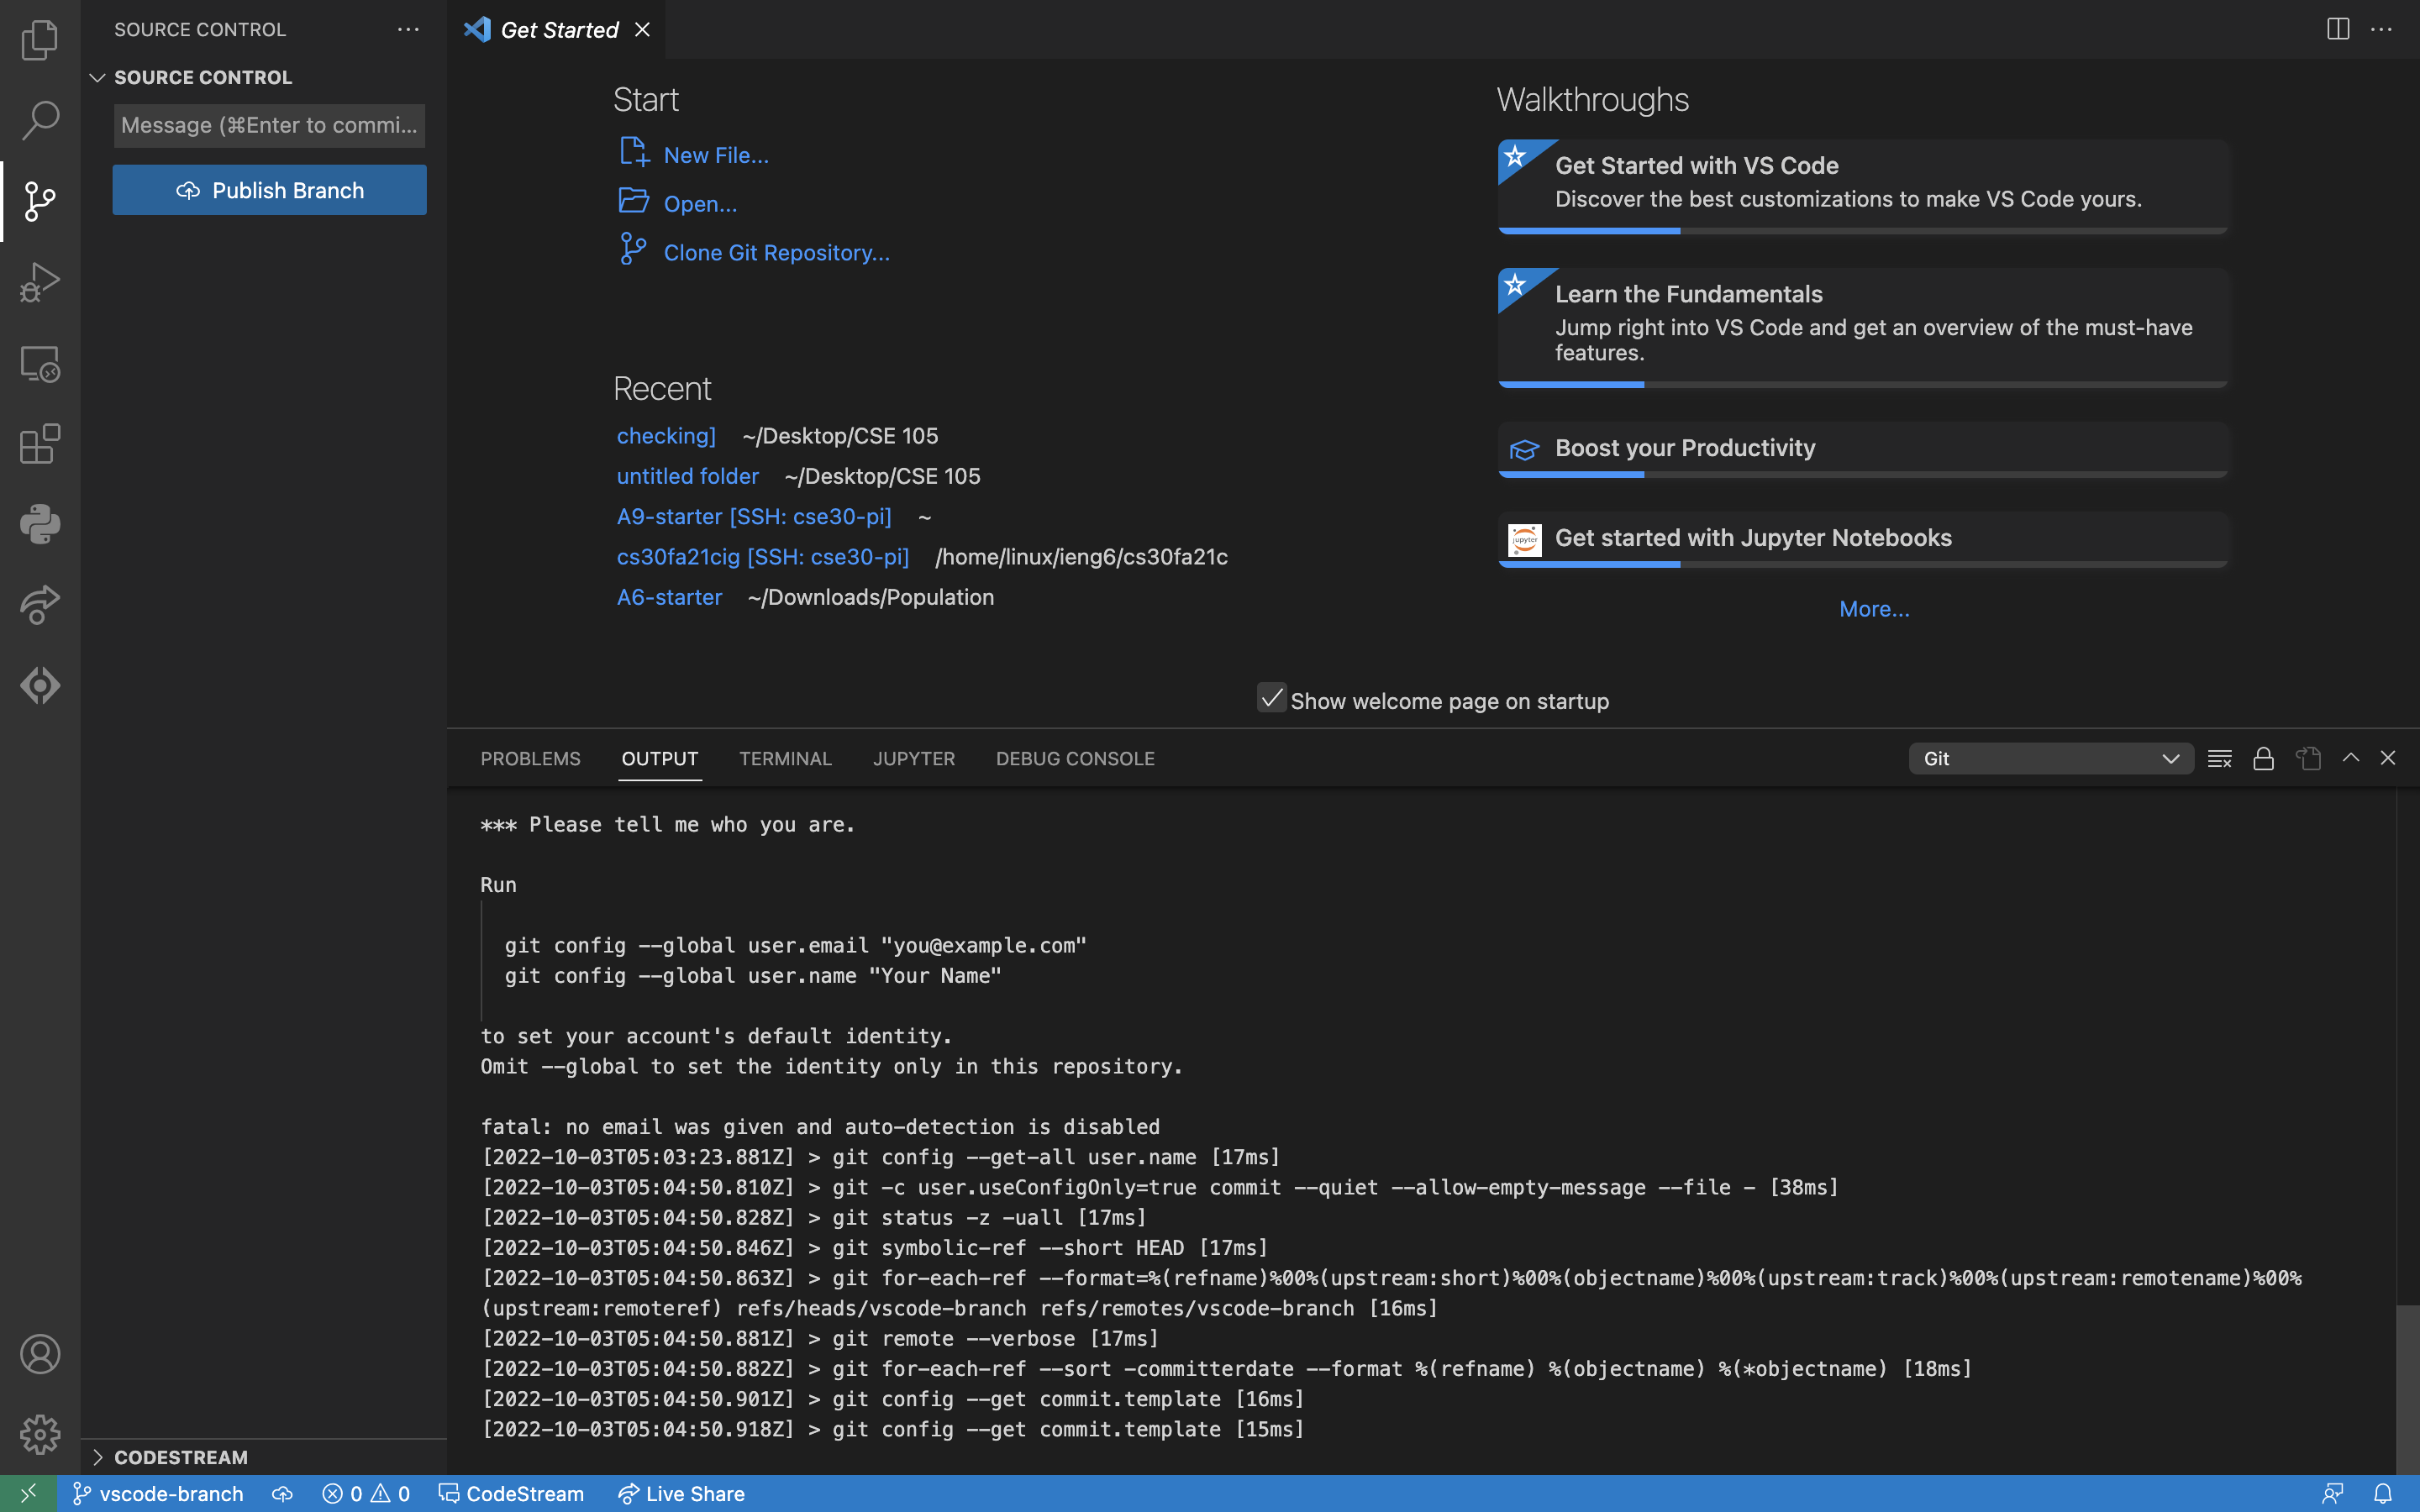 SOURCE CONTROL
SOURCE CONTROL
Message (⌘Enter to commi...
Publish Branch
CODESTREAM
Get Started
Start
New File...
Open...
Clone Git Repository...
Recent
checking] ~/Desktop/CSE 105
untitled folder ~/Desktop/CSE 105
A9-starter [SSH: cse30-pi] ~
cs30fa21cig [SSH: cse30-pi] /home/linux/ieng6/cs30fa21c
A6-starter ~/Downloads/Population
Walkthroughs
Get Started with VS Code
Discover the best customizations to make VS Code yours.
Learn the Fundamentals
Jump right into VS Code and get an overview of the must-have
features.
Boost your Productivity
jupyter
Get started with Jupyter Notebooks
More...
Show welcome page on startup
PROBLEMS OUTPUT TERMINAL JUPYTER DEBUG CONSOLE Git
*** Please tell me who you are.
Run
git config --global user.email "you@example.com"
git config --global user.name "Your Name"
to set your account's default identity.
Omit --global to set the identity only in this repository.
fatal: no email was given and auto-detection is disabled
[2022-10-03T05:03:23.881Z] > git config --get-all user.name [17ms]
[2022-10-03T05:04:50.810Z] > git -c user.useConfigOnly=true commit --quiet --allow-empty-message --file - [38ms]
[2022-10-03T05:04:50.828Z] > git status -z -uall [17ms]
[2022-10-03T05:04:50.846Z] > git symbolic-ref --short HEAD [17ms]
[2022-10-03T05:04:50.863Z] > git for-each-ref --format=%(refname)%00%(upstream:short)%00%(objectname)%00%(upstream:track)%00%(upstream:remotename)%00%
(upstream:remoteref) refs/heads/vscode-branch refs/remotes/vscode-branch [16ms]
[2022-10-03T05:04:50.881Z] > git remote --verbose [17ms]
[2022-10-03T05:04:50.882Z] > git for-each-ref --sort -committerdate --format %(refname) %(objectname) %(*objectname) [18ms]
[2022-10-03T05:04:50.901Z] > git config --get commit.template [16ms]
[2022-10-03T05:04:50.918Z] > git config --get commit.template [15ms]
vscode-branch 0 0 CodeStream Live Share